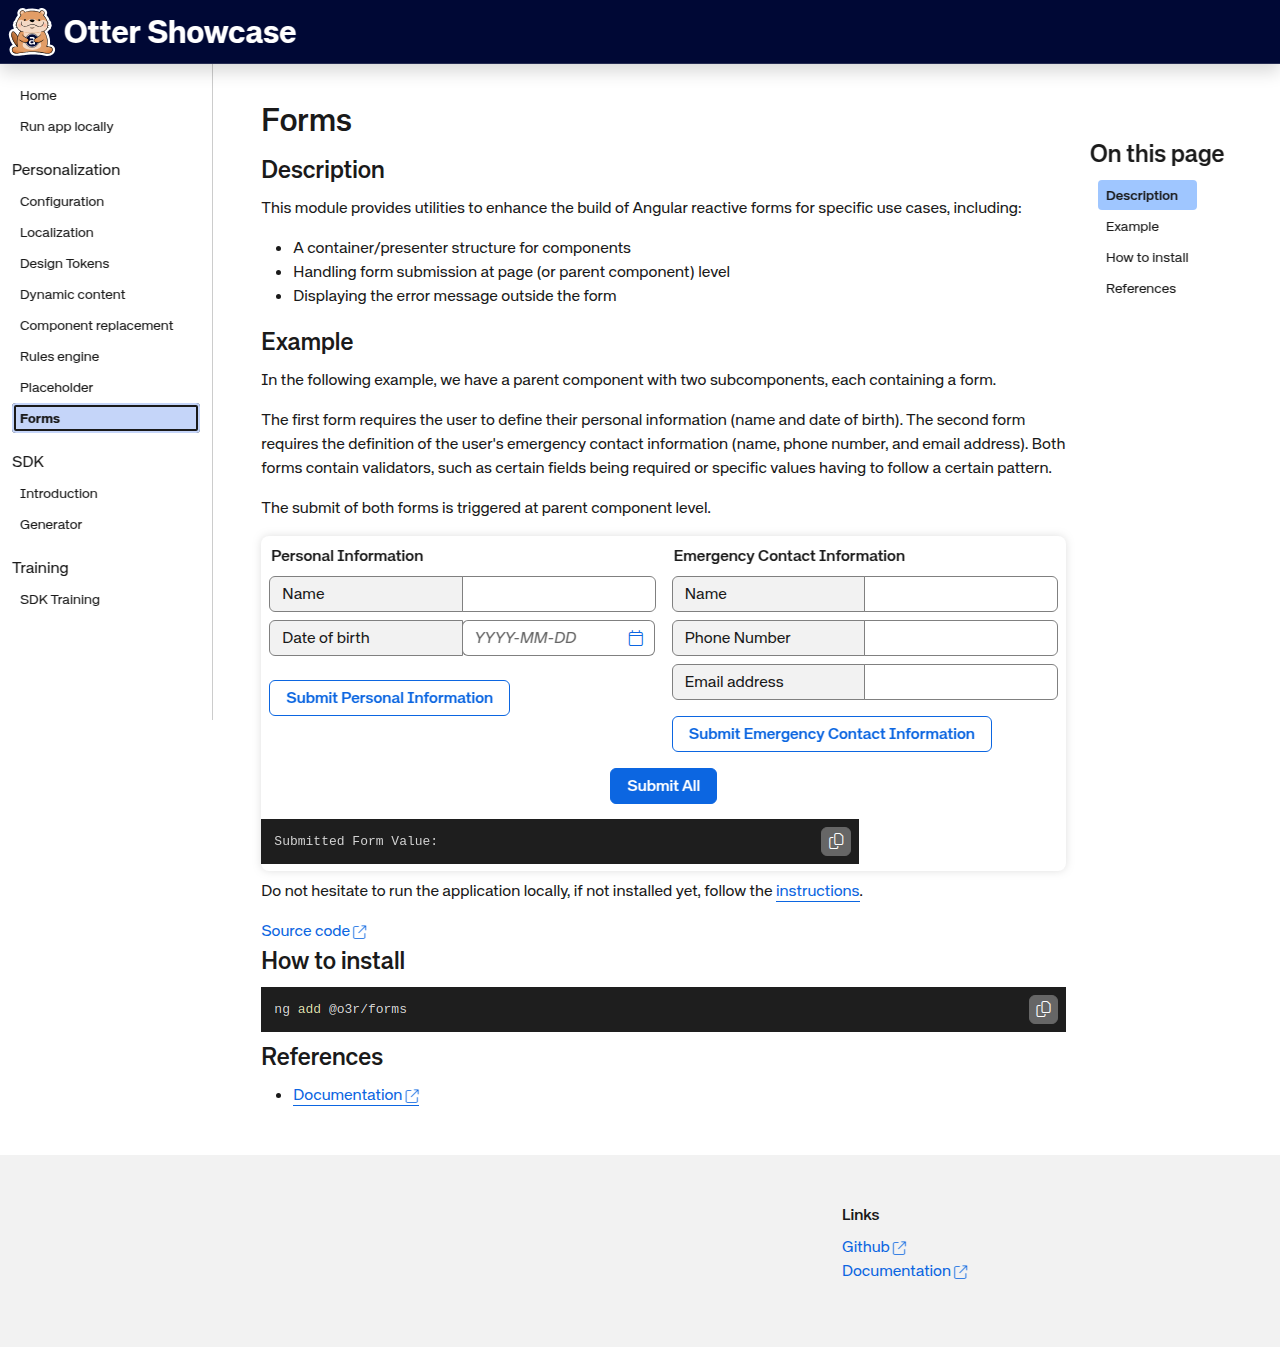 Otter Showcase
Home
Run app locally
Personalization
Configuration
Localization
Design Tokens
Dynamic content
Component replacement
Rules engine
Placeholder
Forms
SDK
Introduction
Generator
Training
SDK Training
Forms
Description
This module provides utilities to enhance the build of Angular reactive forms for specific use cases, including:
A container/presenter structure for components
Handling form submission at page (or parent component) level
Displaying the error message outside the form
Example
In the following example, we have a parent component with two subcomponents, each containing a form.
The first form requires the user to define their personal information (name and date of birth). The second form
requires the definition of the user's emergency contact information (name, phone number, and email address). Both
forms contain validators, such as certain fields being required or specific values having to follow a certain pattern.
The submit of both forms is triggered at parent component level.
Personal Information
Name
Date of birth
YYYY-MM-DD
Submit Personal Information
Emergency Contact Information
Name
Phone Number
Email address
Submit Emergency Contact Information
Submit All
Submitted Form Value:
Do not hesitate to run the application locally, if not installed yet, follow the instructions.
Source code
How to install
ng add @o3r/forms
References
Documentation
On this page
Description
Example
How to install
References
Links
Github
Documentation